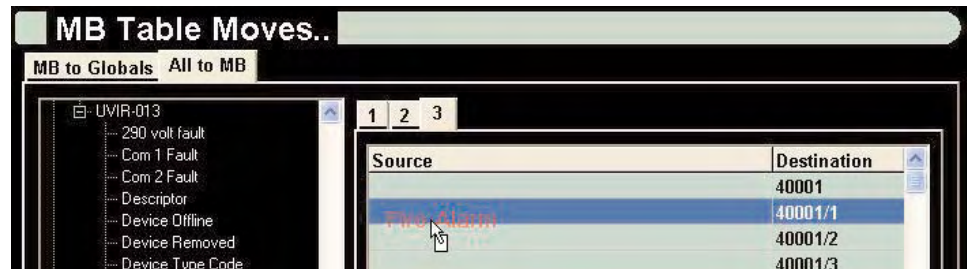 MB Table Moves..
MB to Globals All to MB
UVIR-013
290 volt fault
Com 1 Fault
Com 2 Fault
Descriptor
Device Offline
Device Removed
Device Type Code
1 2 3
Source Destination
40001
Fire Alarm 40001/1
40001/2
40001/3